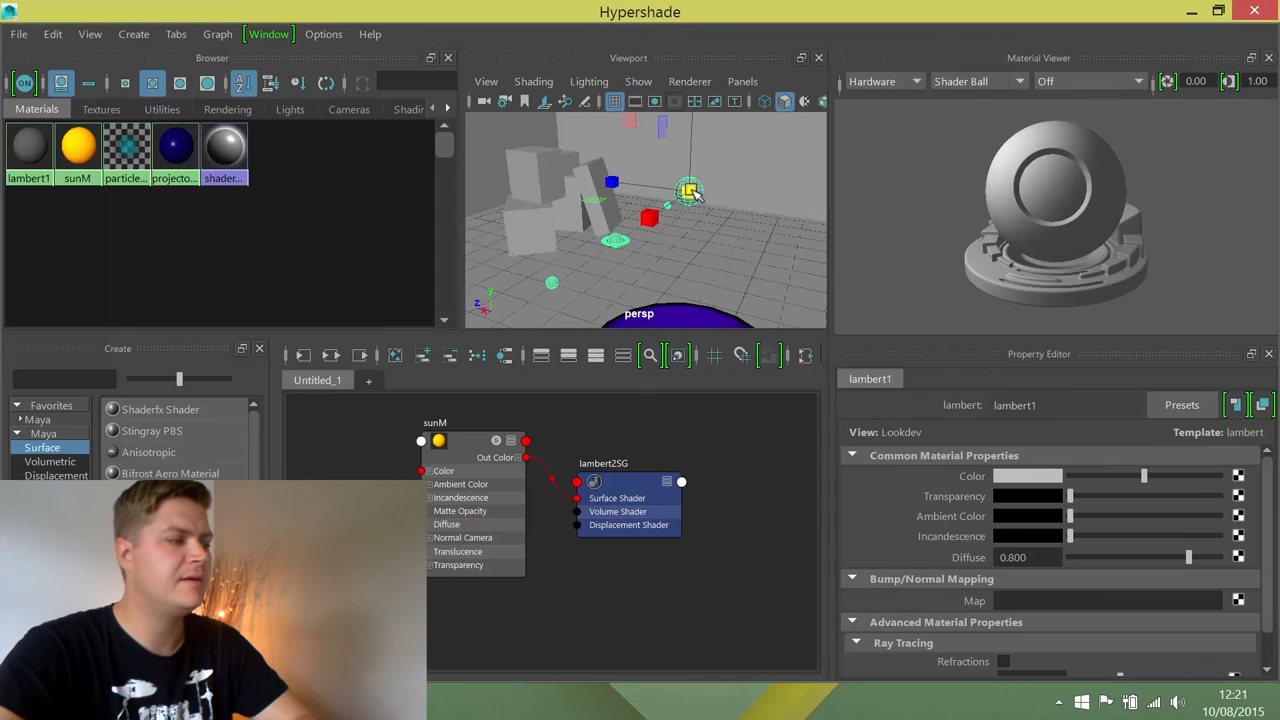 Hypershade
File Edit View Create Tabs Graph [Window] Options Help
Browser
ON
Materials Textures Utilities Rendering Lights Cameras Shadi
lambert1 sunM particle... projecto... shader...
Viewport
View Shading Lighting Show Renderer Panels
persp
y
z
x
Material Viewer
Hardware Shader Ball Off 0.00 1.00
Create
Favorites
Maya
Maya
Surface
Volumetric
Displacement
Shaderfx Shader
Stingray PBS
Anisotropic
Bifrost Aero Material
Untitled_1 +
sunM
S
Out Color
Color
Ambient Color
Incandescence
Matte Opacity
Diffuse
Normal Camera
Translucence
Transparency
lambert2SG
Surface Shader
Volume Shader
Displacement Shader
Property Editor
lambert1
lambert: lambert1 Presets
View: Lookdev Template: lambert
Common Material Properties
Color
Transparency
Ambient Color
Incandescence
Diffuse 0.800
Bump/Normal Mapping
Map
Advanced Material Properties
Ray Tracing
Refractions
12:21
10/08/2015